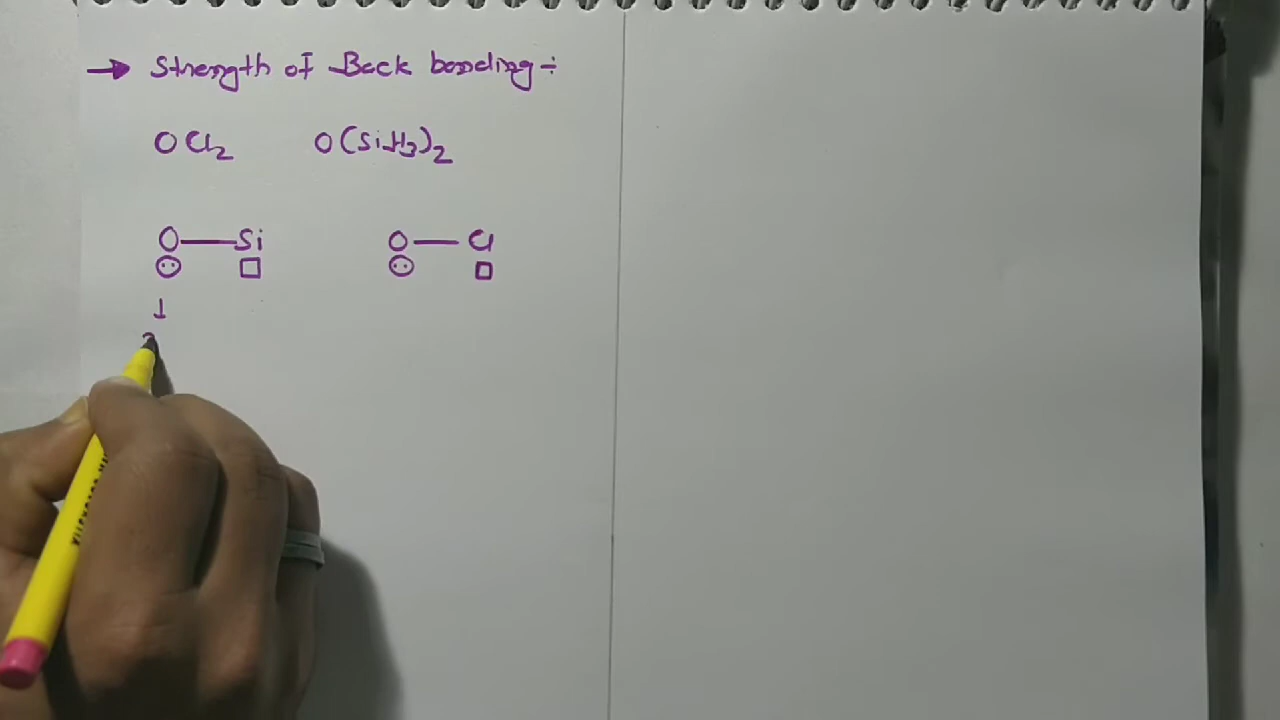 → Strength of Back bonding ÷
OCl₂ O(SiH₃)₂
O — Si O — Cl